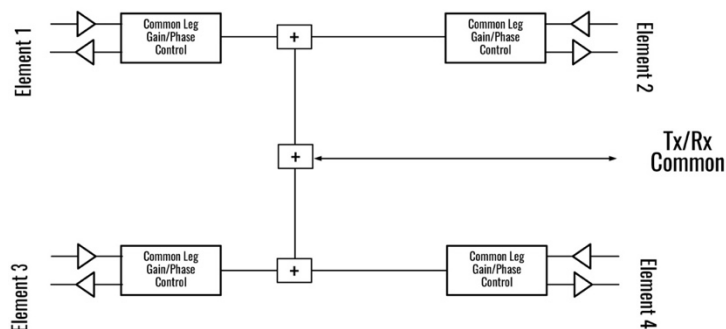 Element 1
Common Leg
Gain/Phase
Control
+
Common Leg
Gain/Phase
Control
Element 2
+
Tx/Rx
Common
Element 3
Common Leg
Gain/Phase
Control
+
Common Leg
Gain/Phase
Control
Element 4